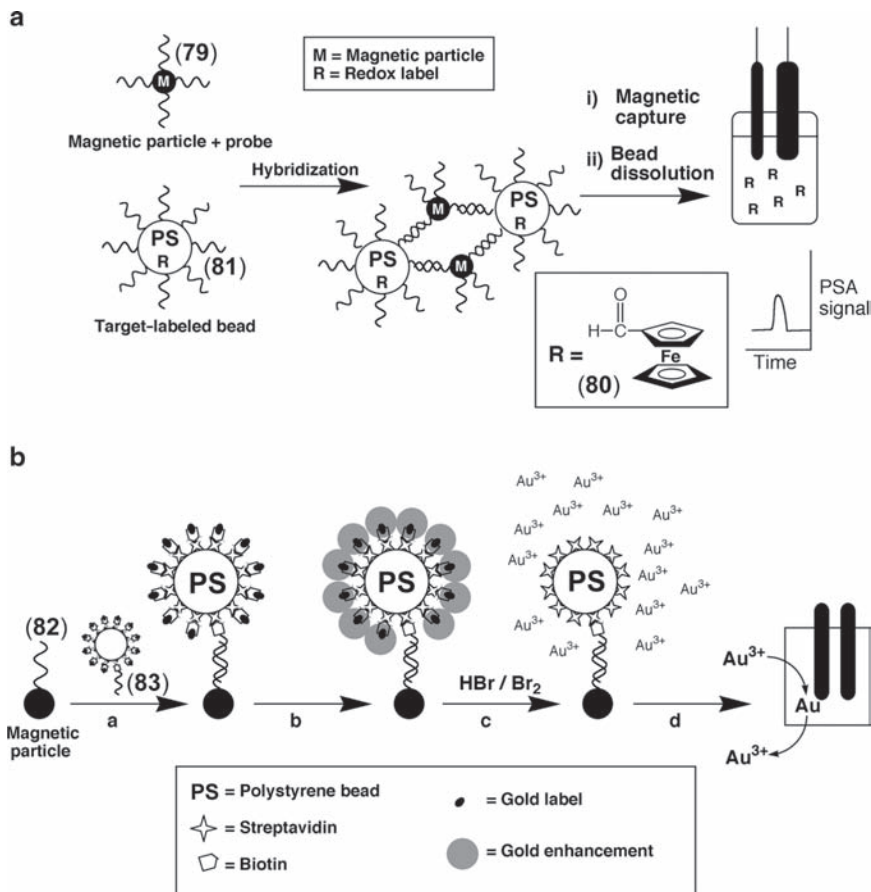 a
(79)
M
Magnetic particle + probe
M = Magnetic particle
R = Redox label
Hybridization
PS
R
(81)
Target-labeled bead
PS
R
M
M
PS
R
i) Magnetic
capture
ii) Bead
dissolution
R R
R R
R
R =
O
H-C
Fe
(80)
PSA
signall
Time
b
(82)
(83)
Magnetic
particle
a
PS
b
PS
HBr / Br2
c
Au3+ Au3+
Au3+ Au3+ Au3+
Au3+
Au3+
PS
Au3+
Au3+
Au3+
Au3+
Au3+ Au3+
d
Au3+
Au
Au3+
PS = Polystyrene bead
= Streptavidin
= Biotin
= Gold label
= Gold enhancement